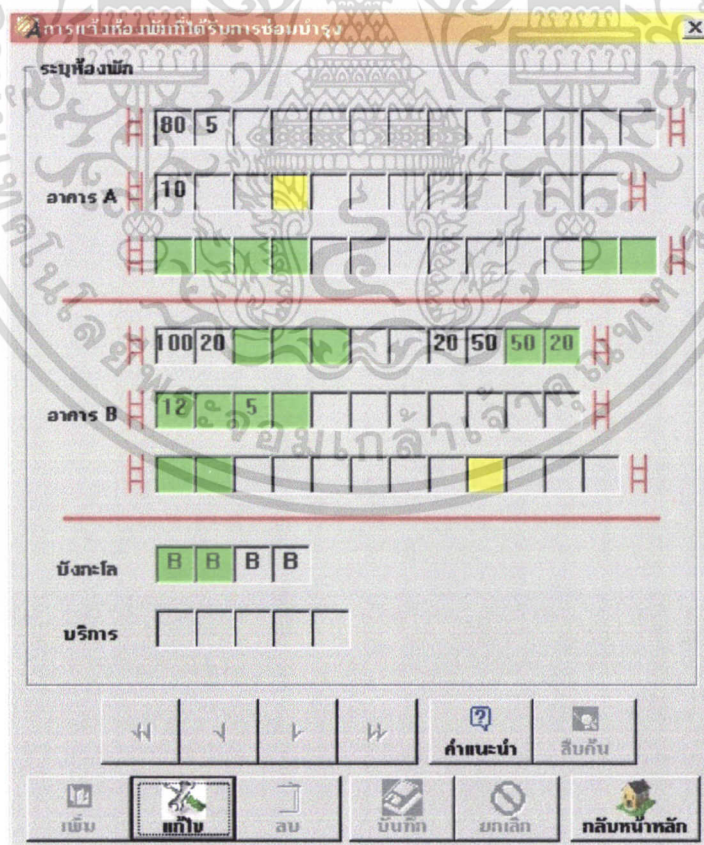 การแจ้งห้องพักที่ได้รับการซ่อมบำรุง X
ระบุห้องพัก
80 5
อาคาร A 10
100 20 20 50 50 20
อาคาร B 12 5
บังกะโล B B B B
บริการ
คำแนะนำ สืบค้น
เพิ่ม แก้ไข ลบ บันทึก ยกเลิก กลับหน้าหลัก